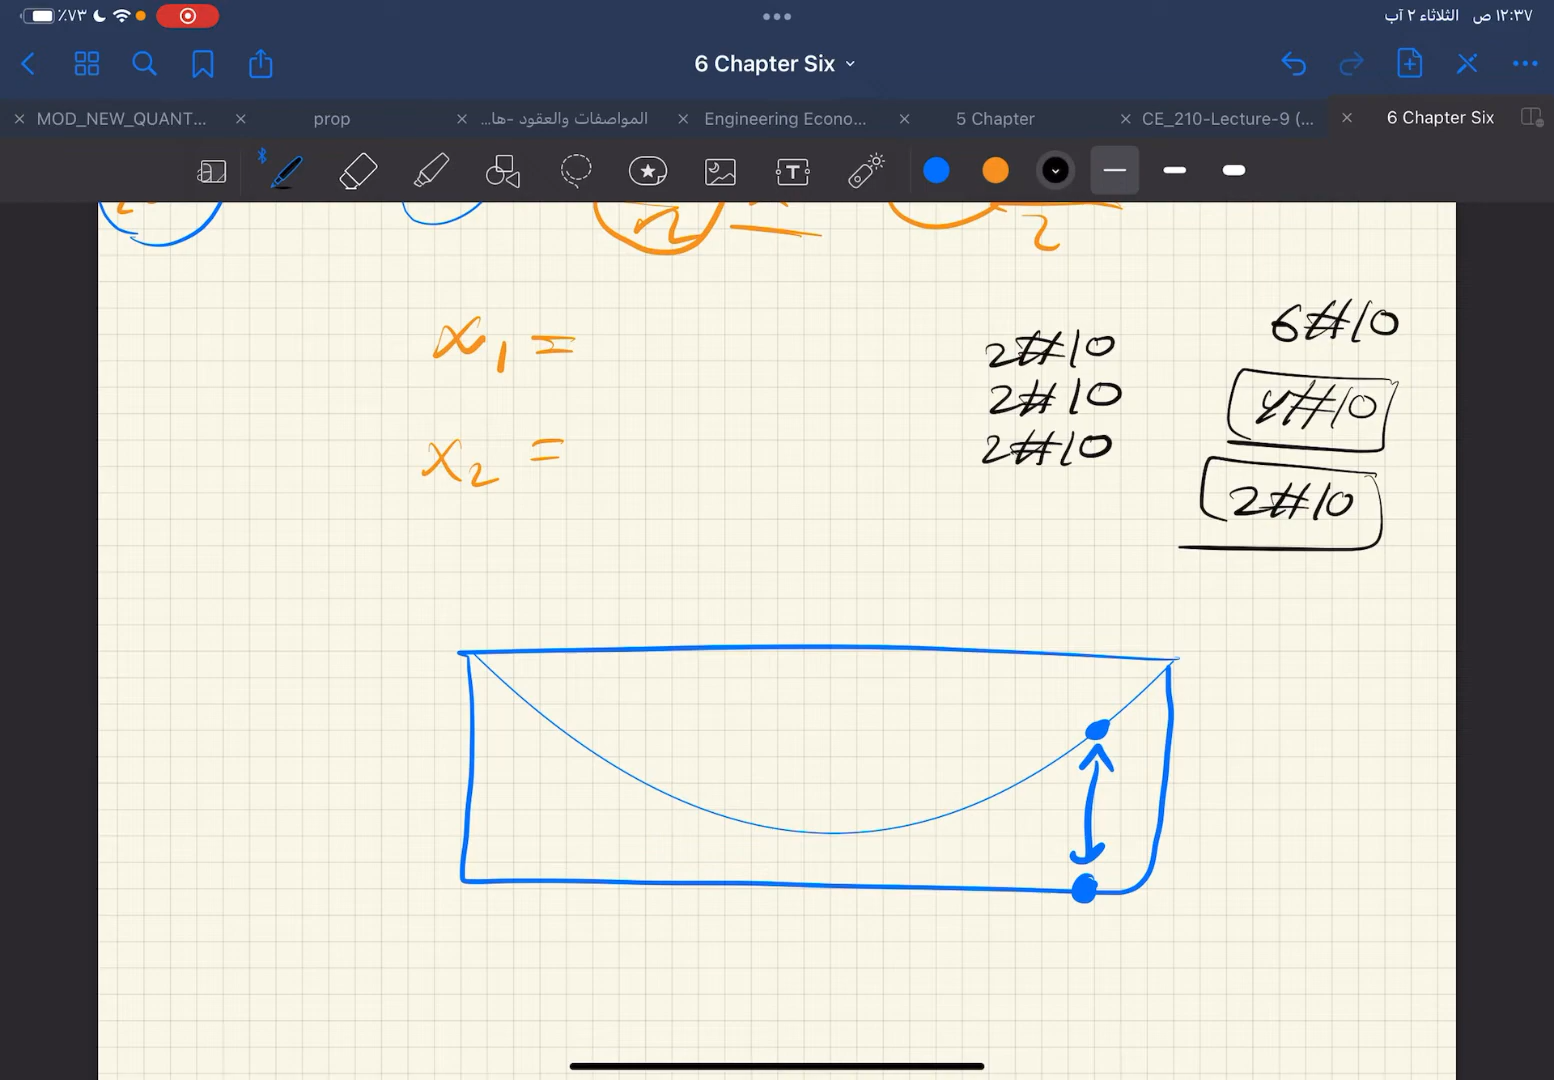 ٪٧٣
١٢:٣٧ ص الثلاثاء ٢ آب
6 Chapter Six
MOD_NEW_QUANT...
prop
المواصفات والعقود -ها...
Engineering Econo...
5 Chapter
CE_210-Lecture-9 (...
6 Chapter Six
T
2
x₁ =
x₂ =
2#10
2#10
2#10
6#10
4#10
2#10